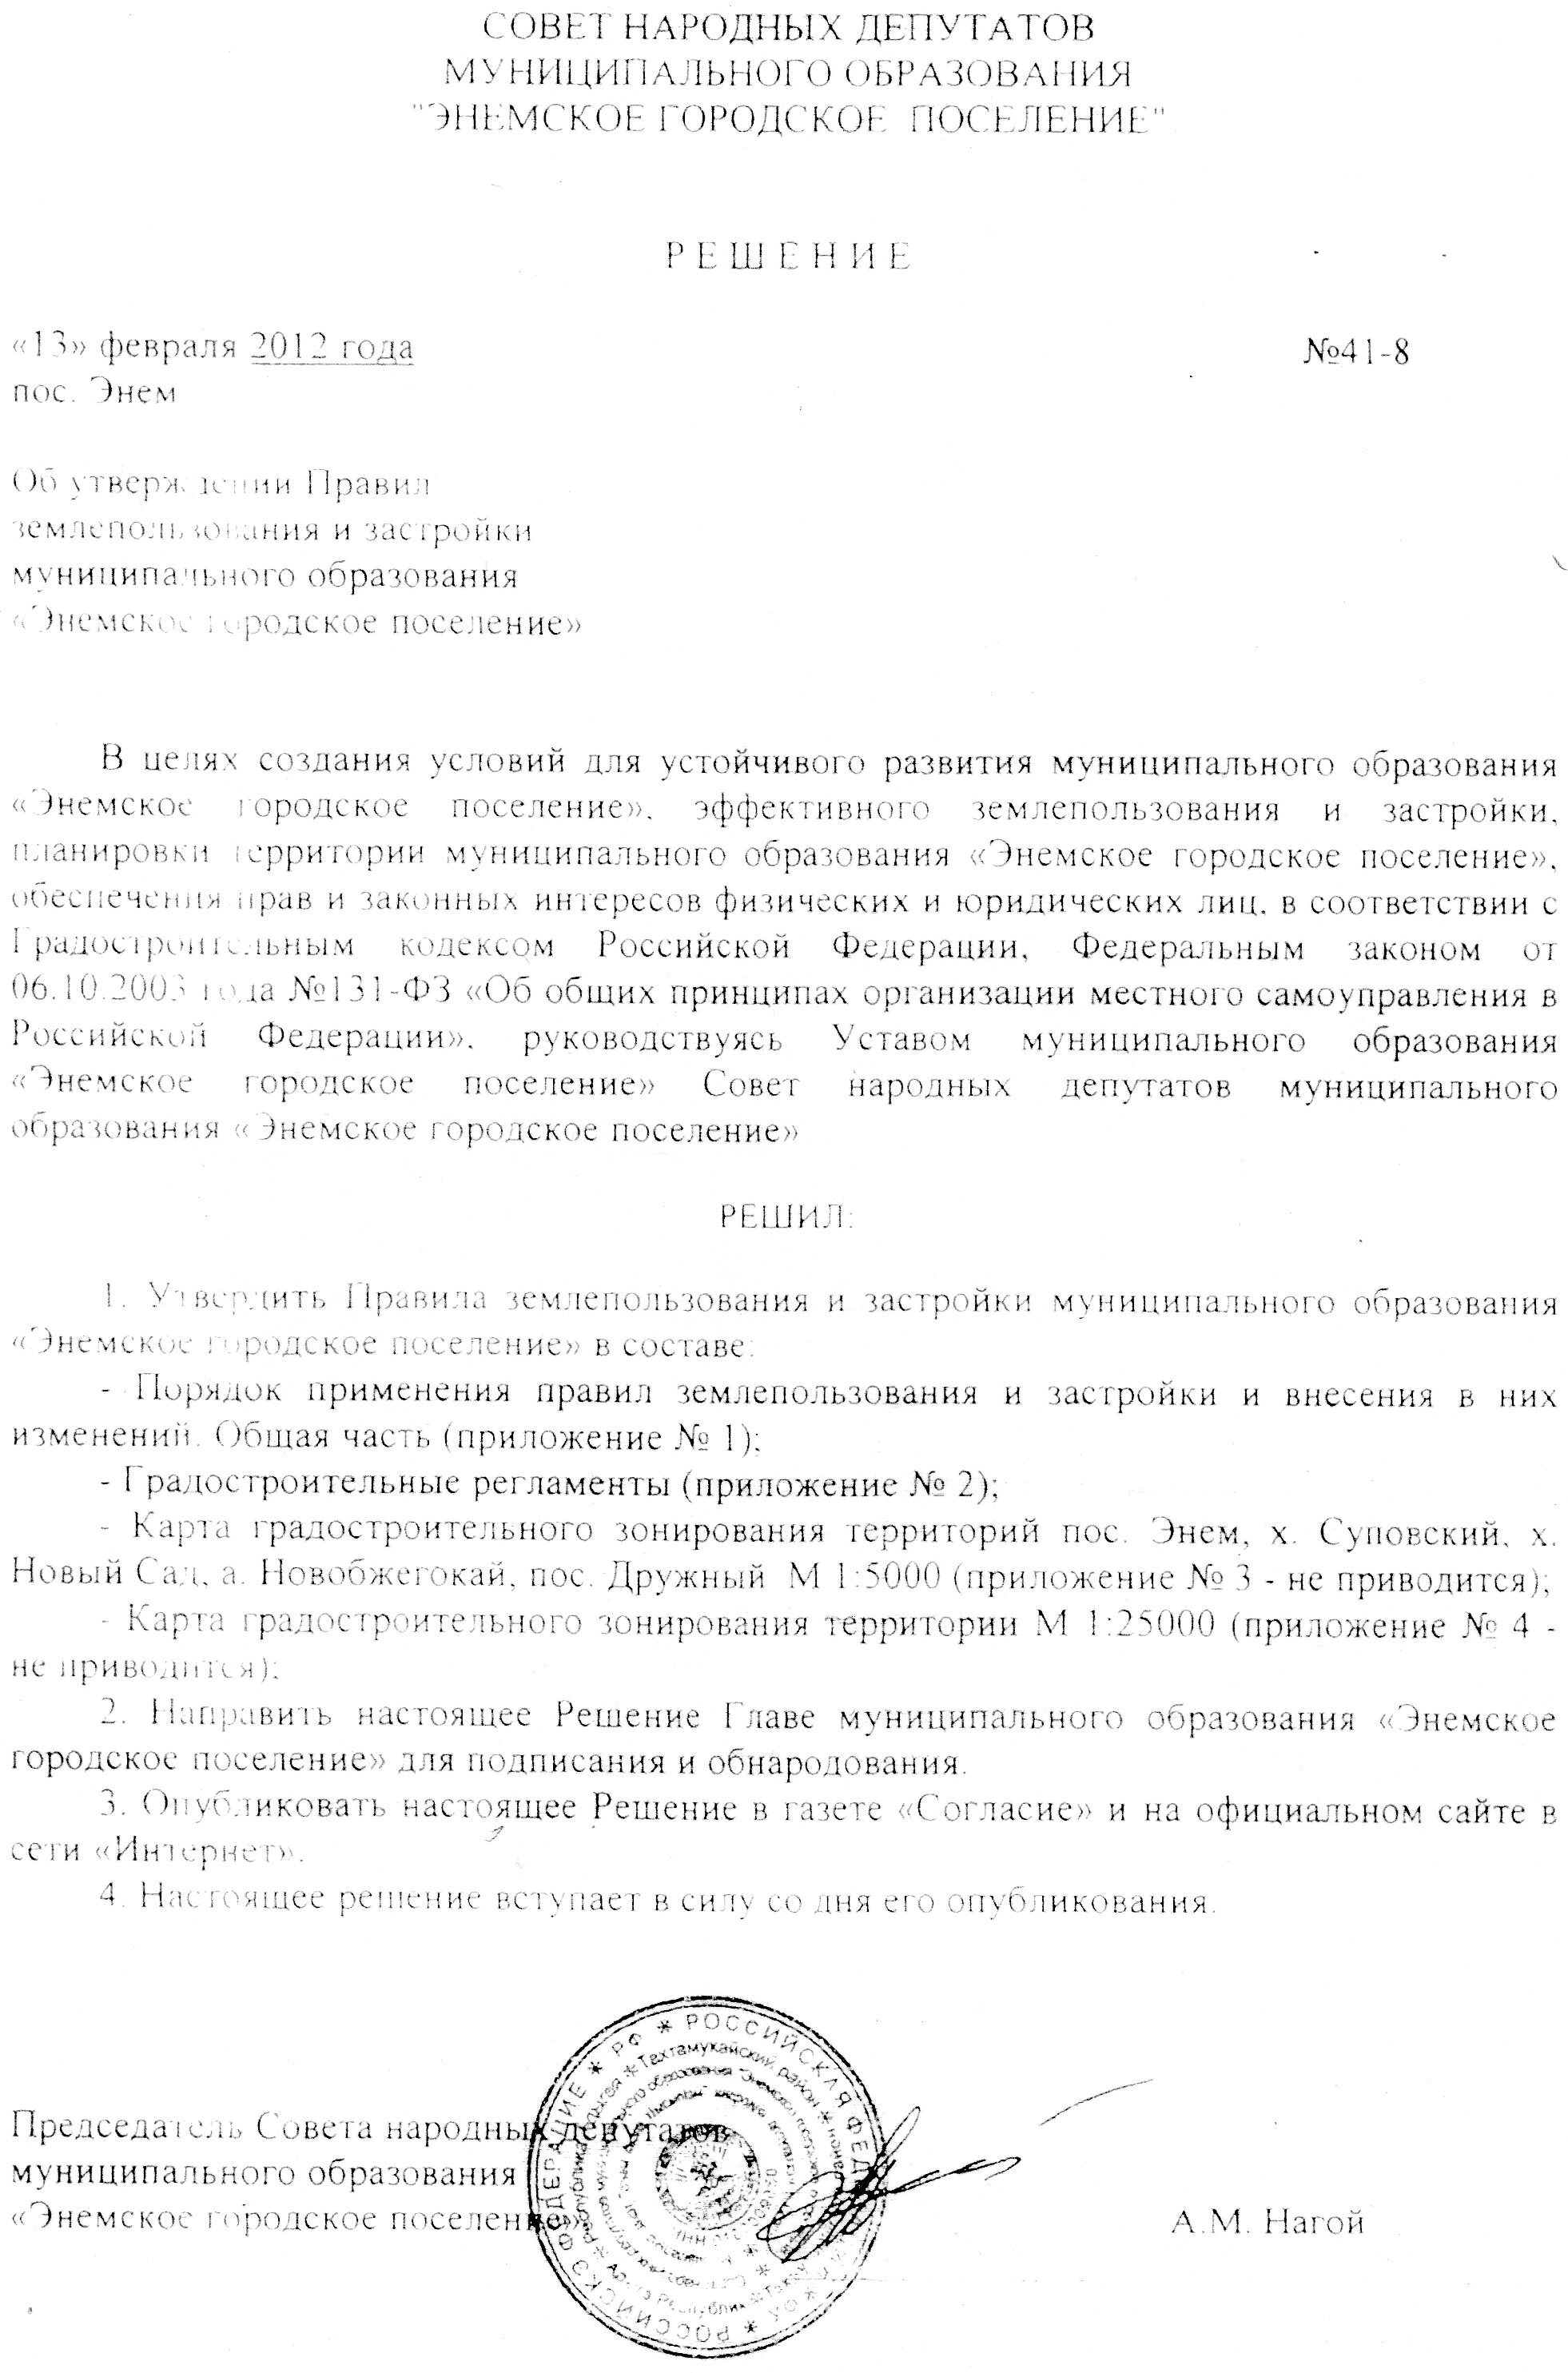 СОВЕТ НАРОДНЫХ ДЕПУТАТОВ
МУНИЦИПАЛЬНОГО ОБРАЗОВАНИЯ
"ЭНЕМСКОЕ ГОРОДСКОЕ ПОСЕЛЕНИЕ"
Р Е Ш Е Н И Е
«13» февраля 2012 года №41-8
пос. Энем
Об утверждении Правил
землепользования и застройки
муниципального образования
«Энемское городское поселение»
В целях создания условий для устойчивого развития муниципального образования
«Энемское городское поселение», эффективного землепользования и застройки,
планировки территории муниципального образования «Энемское городское поселение»,
обеспечения прав и законных интересов физических и юридических лиц, в соответствии с
Градостроительным кодексом Российской Федерации, Федеральным законом от
06.10.2003 года №131-ФЗ «Об общих принципах организации местного самоуправления в
Российской Федерации», руководствуясь Уставом муниципального образования
«Энемское городское поселение» Совет народных депутатов муниципального
образования «Энемское городское поселение»
РЕШИЛ:
1. Утвердить Правила землепользования и застройки муниципального образования
«Энемское городское поселение» в составе:
- Порядок применения правил землепользования и застройки и внесения в них
изменений. Общая часть (приложение № 1);
- Градостроительные регламенты (приложение № 2);
- Карта градостроительного зонирования территорий пос. Энем, х. Суповский, х.
Новый Сад, а. Новобжегокай, пос. Дружный М 1:5000 (приложение № 3 - не приводится);
- Карта градостроительного зонирования территории М 1:25000 (приложение № 4 -
не приводится);
2. Направить настоящее Решение Главе муниципального образования «Энемское
городское поселение» для подписания и обнародования.
3. Опубликовать настоящее Решение в газете «Согласие» и на официальном сайте в
сети «Интернет».
4. Настоящее решение вступает в силу со дня его опубликования.
Председатель Совета народных депутатов
муниципального образования
«Энемское городское поселение» А.М. Нагой
РОССИЙСКАЯ ФЕДЕРАЦИЯ
Тахтамукайский район